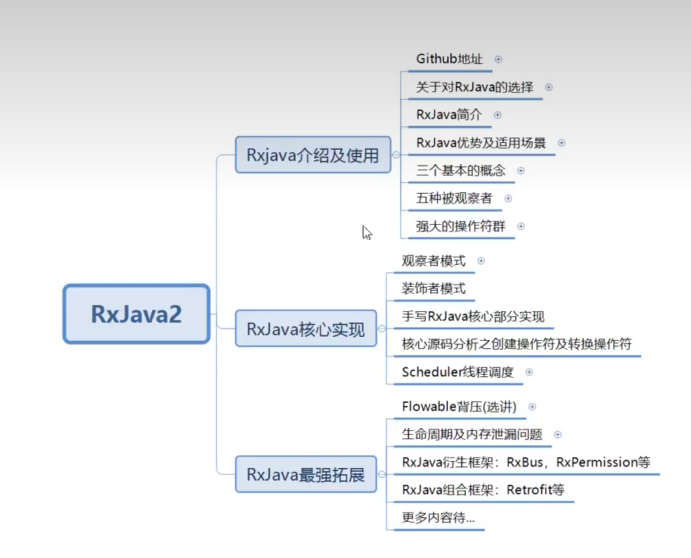 RxJava2
Rxjava介绍及使用
Github地址
关于对RxJava的选择
RxJava简介
RxJava优势及适用场景
三个基本的概念
五种被观察者
强大的操作符群
RxJava核心实现
观察者模式
装饰者模式
手写RxJava核心部分实现
核心源码分析之创建操作符及转换操作符
Scheduler线程调度
RxJava最强拓展
Flowable背压(选讲)
生命周期及内存泄漏问题
RxJava衍生框架：RxBus，RxPermission等
RxJava组合框架：Retrofit等
更多内容待...